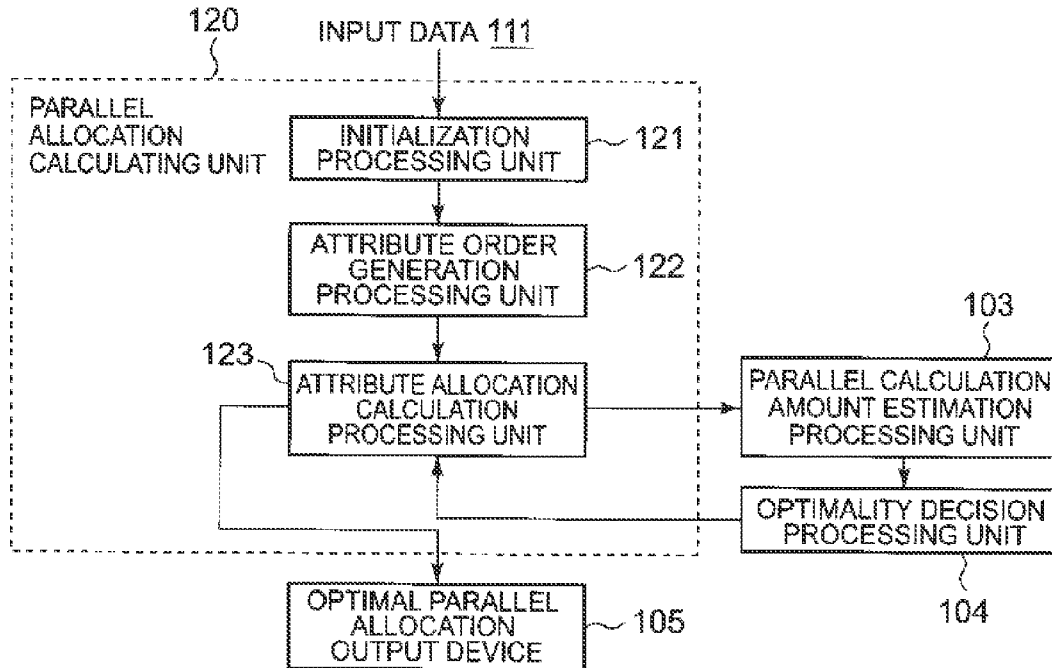 120
INPUT DATA 111
PARALLEL
ALLOCATION
CALCULATING UNIT
INITIALIZATION
PROCESSING UNIT
121
ATTRIBUTE ORDER
GENERATION
PROCESSING UNIT
122
123
ATTRIBUTE ALLOCATION
CALCULATION
PROCESSING UNIT
103
PARALLEL CALCULATION
AMOUNT ESTIMATION
PROCESSING UNIT
OPTIMALITY DECISION
PROCESSING UNIT
104
OPTIMAL PARALLEL
ALLOCATION
OUTPUT DEVICE
105